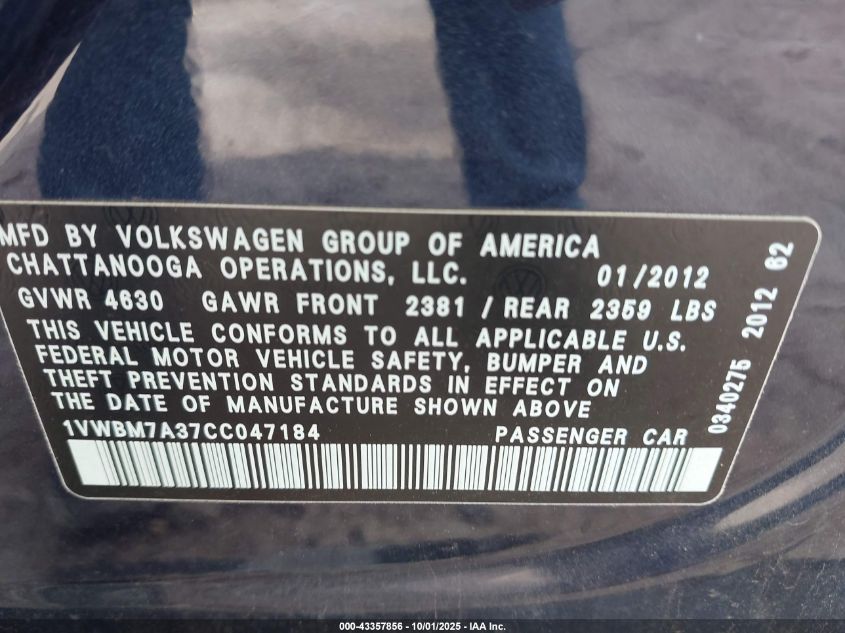 MFD BY VOLKSWAGEN GROUP OF AMERICA
CHATTANOOGA OPERATIONS, LLC. 01/2012
GVWR 4630 GAWR FRONT 2381 / REAR 2359 LBS
THIS VEHICLE CONFORMS TO ALL APPLICABLE U.S.
FEDERAL MOTOR VEHICLE SAFETY, BUMPER AND
THEFT PREVENTION STANDARDS IN EFFECT ON
THE DATE OF MANUFACTURE SHOWN ABOVE
1VWBM7A37CC047184 PASSENGER CAR
0340275 2012 62
000-43357856 - 10/01/2025 - IAA Inc.